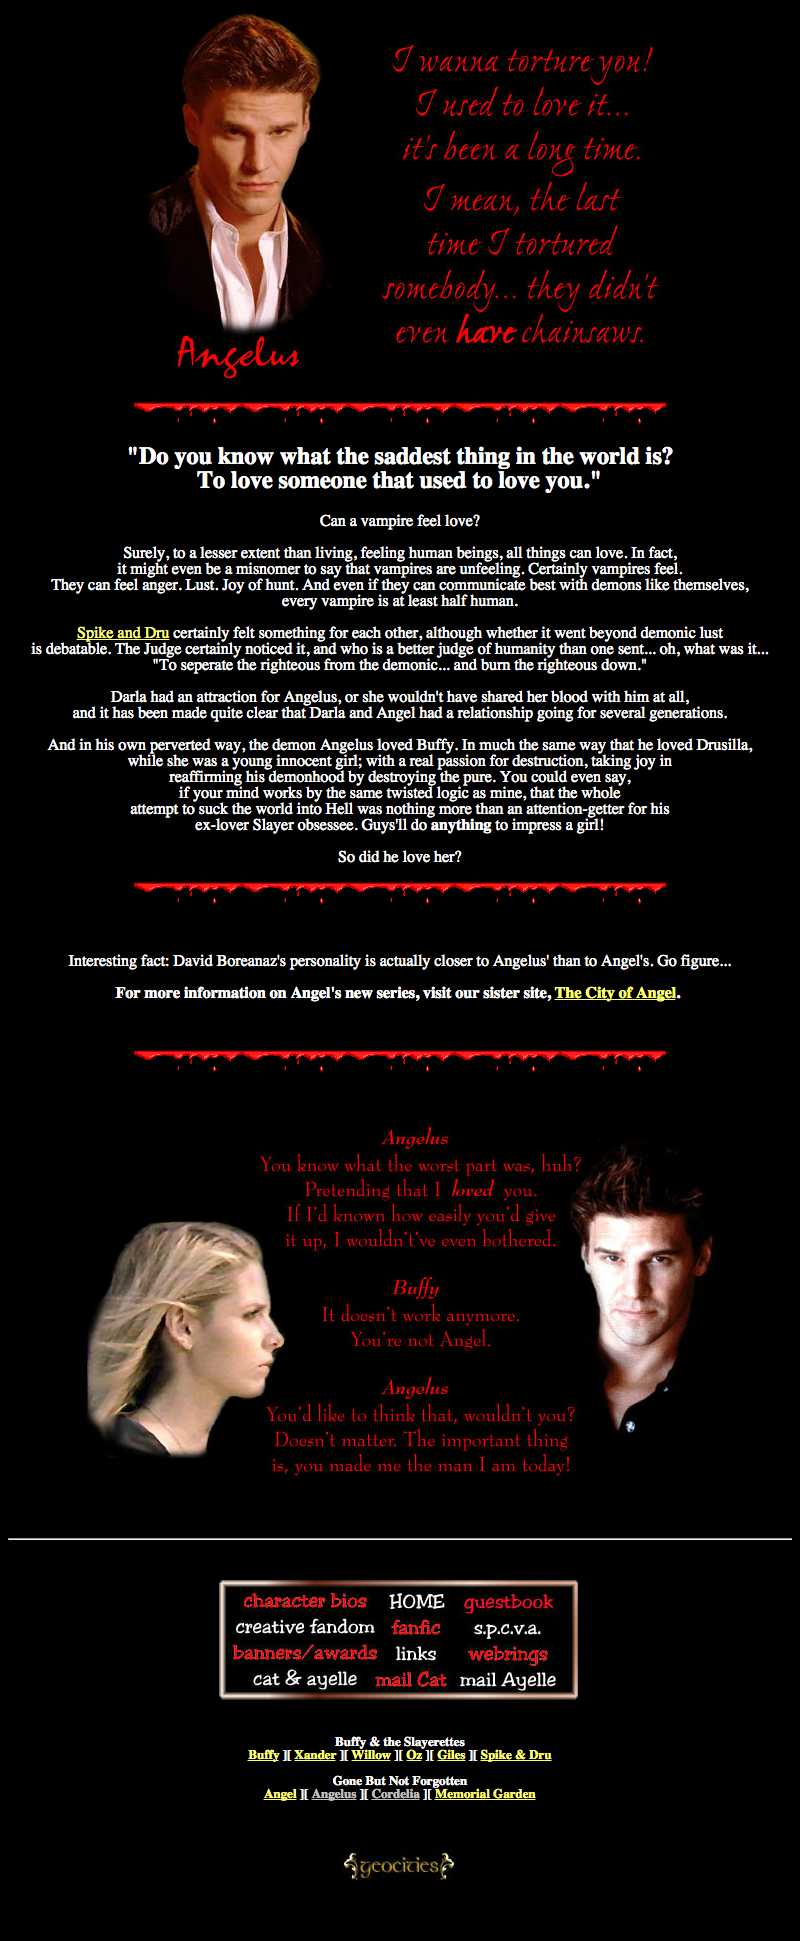 I wanna torture you!
I used to love it...
it's been a long time.
I mean, the last
time I tortured
somebody... they didn't
even have chainsaws.
Angelus
"Do you know what the saddest thing in the world is?
To love someone that used to love you."
Can a vampire feel love?
Surely, to a lesser extent than living, feeling human beings, all things can love. In fact,
it might even be a misnomer to say that vampires are unfeeling. Certainly vampires feel.
They can feel anger. Lust. Joy of hunt. And even if they can communicate best with demons like themselves,
every vampire is at least half human.
Spike and Dru certainly felt something for each other, although whether it went beyond demonic lust
is debatable. The Judge certainly noticed it, and who is a better judge of humanity than one sent... oh, what was it...
"To seperate the righteous from the demonic... and burn the righteous down."
Darla had an attraction for Angelus, or she wouldn't have shared her blood with him at all,
and it has been made quite clear that Darla and Angel had a relationship going for several generations.
And in his own perverted way, the demon Angelus loved Buffy. In much the same way that he loved Drusilla,
while she was a young innocent girl; with a real passion for destruction, taking joy in
reaffirming his demonhood by destroying the pure. You could even say,
if your mind works by the same twisted logic as mine, that the whole
attempt to suck the world into Hell was nothing more than an attention-getter for his
ex-lover Slayer obsessee. Guys'll do anything to impress a girl!
So did he love her?
Interesting fact: David Boreanaz's personality is actually closer to Angelus' than to Angel's. Go figure...
For more information on Angel's new series, visit our sister site, The City of Angel.
Angelus
You know what the worst part was, huh?
Pretending that I loved you.
If I'd known how easily you'd give
it up, I wouldn't've even bothered.
Buffy
It doesn't work anymore.
You're not Angel.
Angelus
You'd like to think that, wouldn't you?
Doesn't matter. The important thing
is, you made me the man I am today!
character bios HOME guestbook
creative fandom fanfic s.p.c.v.a.
banners/awards links webrings
cat & ayelle mail Cat mail Ayelle
Buffy & the Slayerettes
Buffy ][ Xander ][ Willow ][ Oz ][ Giles ][ Spike & Dru
Gone But Not Forgotten
Angel ][ Angelus ][ Cordelia ][ Memorial Garden
geocities